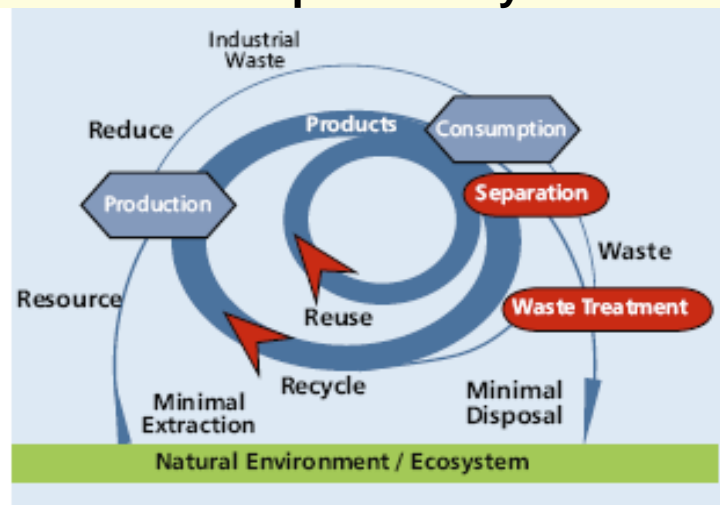 Industrial
Waste
Reduce
Products
Consumption
Production
Separation
Waste
Resource
Waste Treatment
Reuse
Recycle
Minimal
Extraction
Minimal
Disposal
Natural Environment / Ecosystem